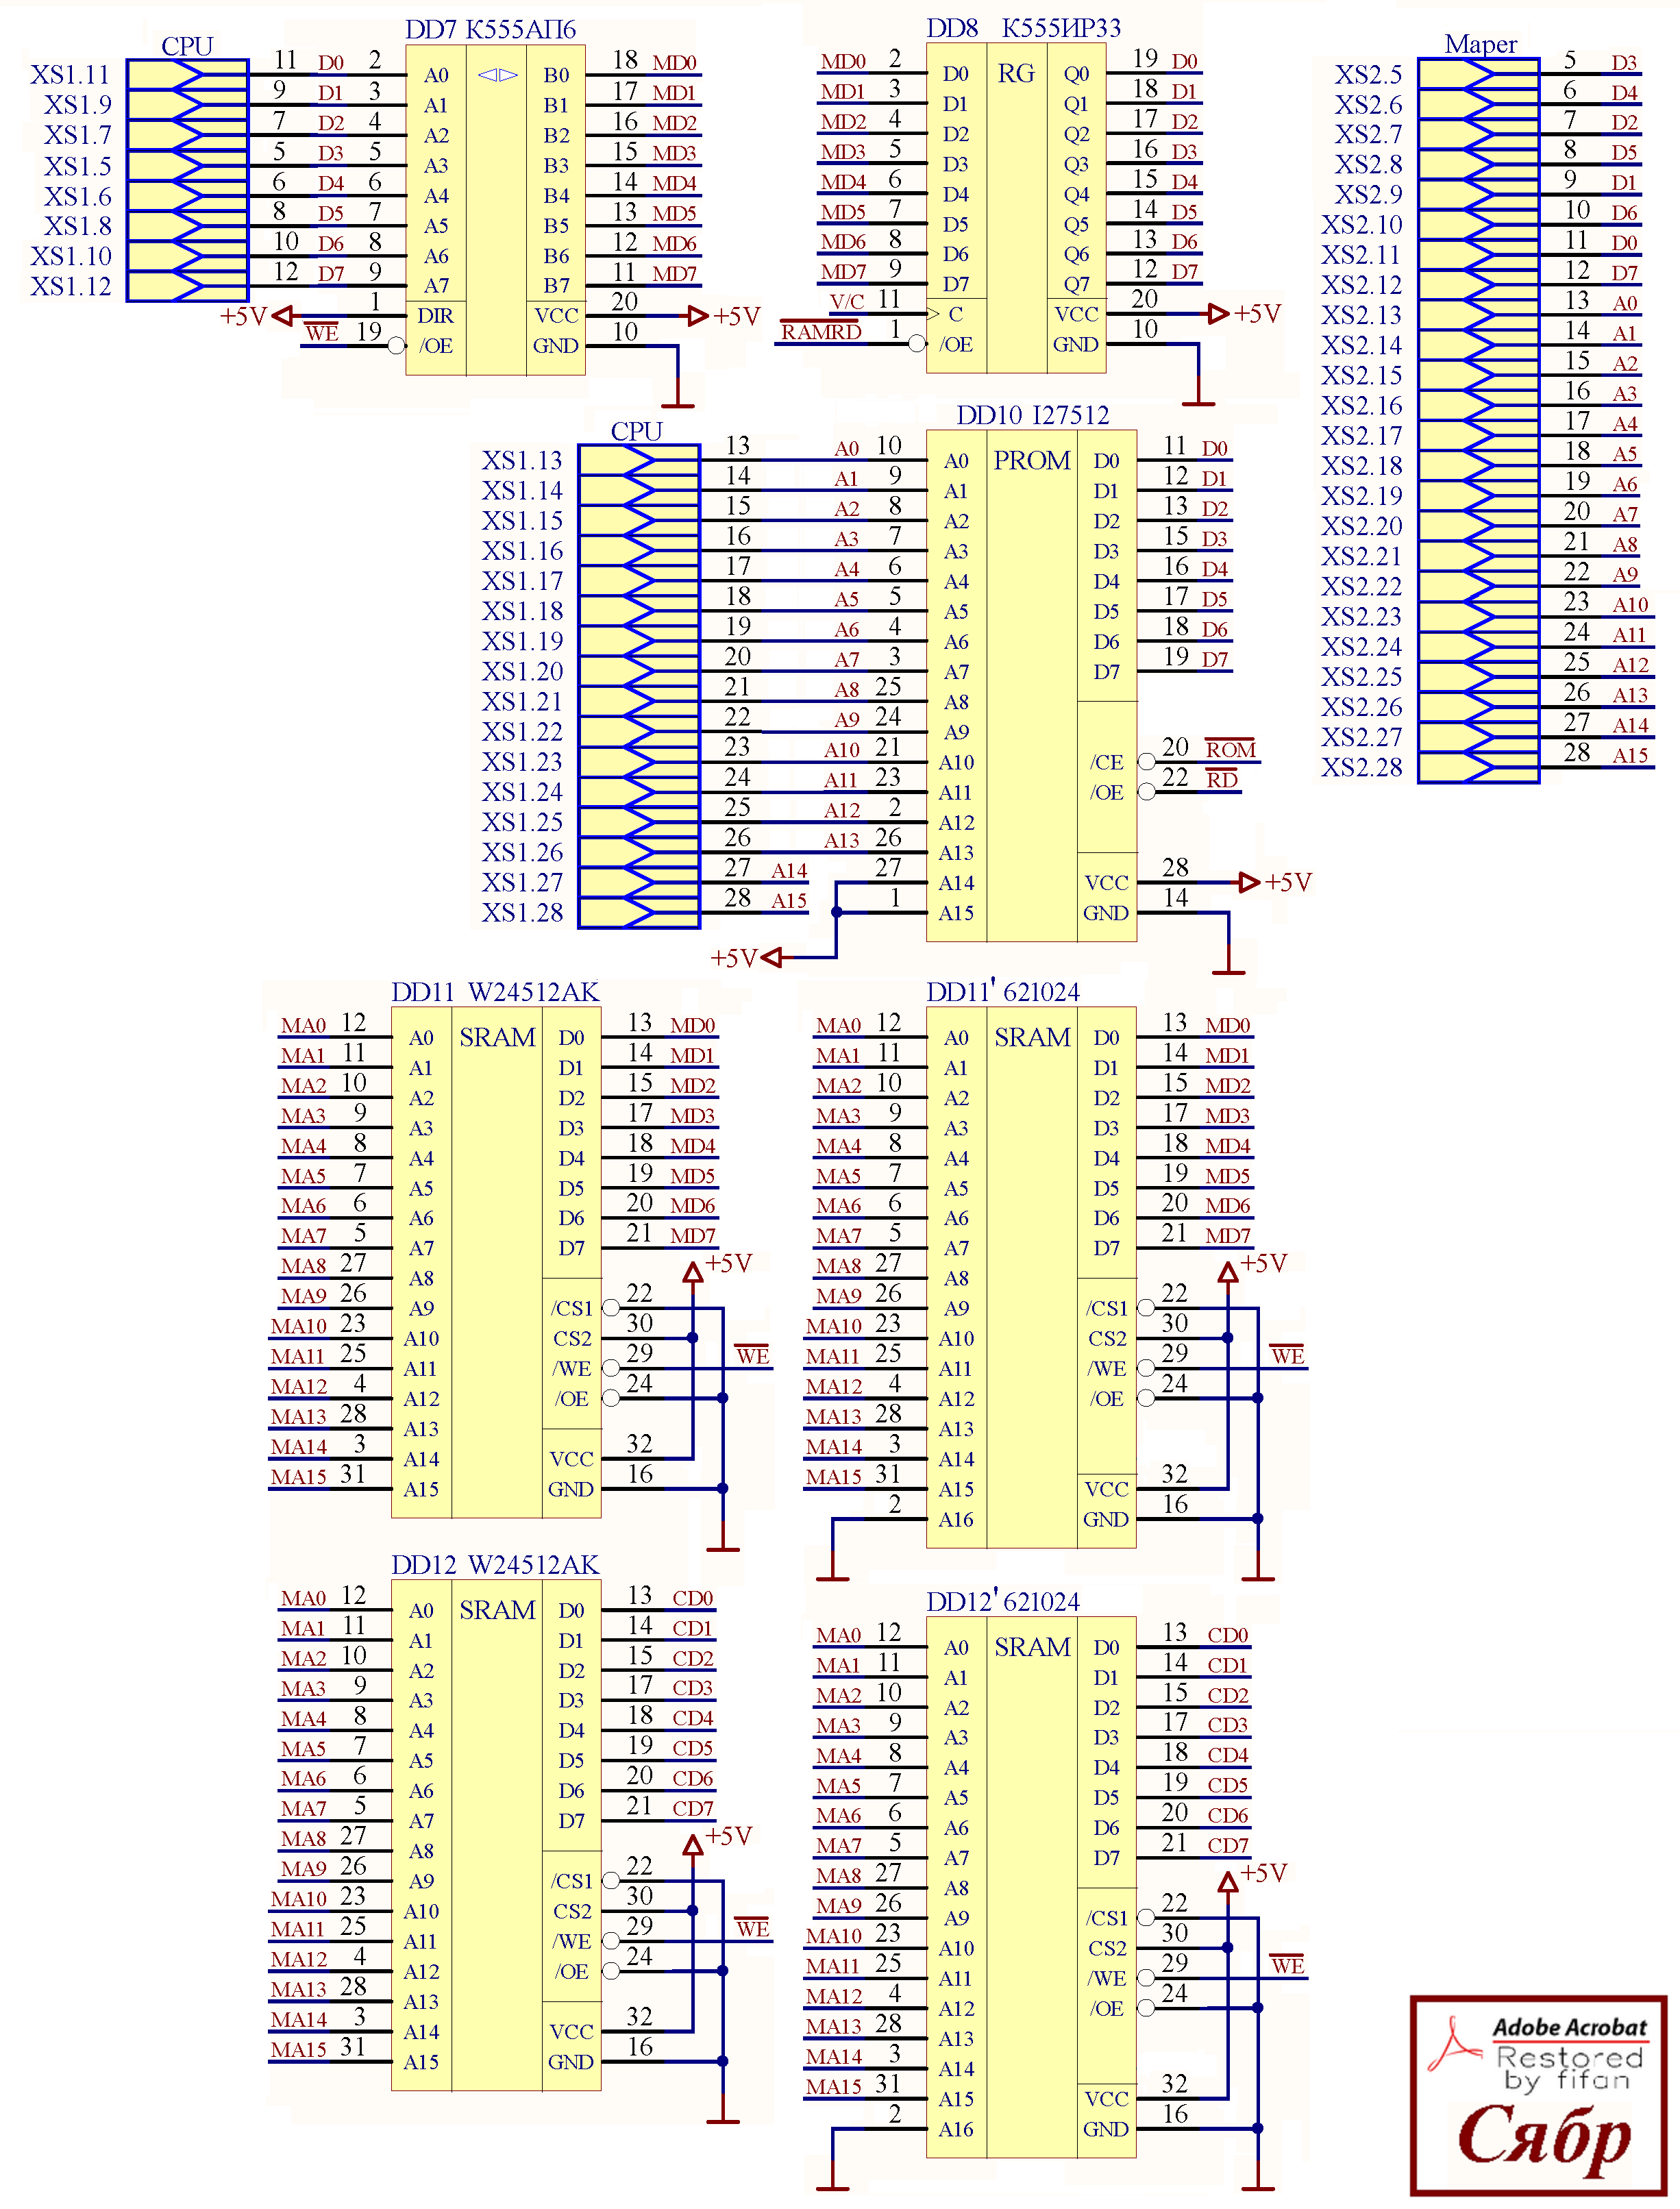 DD7 К555АП6
CPU
XS1.11 11 D0 2 A0 B0 18 MD0
XS1.9 9 D1 3 A1 B1 17 MD1
XS1.7 7 D2 4 A2 B2 16 MD2
XS1.5 5 D3 5 A3 B3 15 MD3
XS1.6 6 D4 6 A4 B4 14 MD4
XS1.8 8 D5 7 A5 B5 13 MD5
XS1.10 10 D6 8 A6 B6 12 MD6
XS1.12 12 D7 9 A7 B7 11 MD7
+5V 1 DIR VCC 20 +5V
WE 19 /OE GND 10
DD8 К555ИР33
MD0 2 D0 RG Q0 19 D0
MD1 3 D1 Q1 18 D1
MD2 4 D2 Q2 17 D2
MD3 5 D3 Q3 16 D3
MD4 6 D4 Q4 15 D4
MD5 7 D5 Q5 14 D5
MD6 8 D6 Q6 13 D6
MD7 9 D7 Q7 12 D7
V/C 11 C VCC 20 +5V
RAMRD 1 /OE GND 10
Maper
XS2.5 5 D3
XS2.6 6 D4
XS2.7 7 D2
XS2.8 8 D5
XS2.9 9 D1
XS2.10 10 D6
XS2.11 11 D0
XS2.12 12 D7
XS2.13 13 A0
XS2.14 14 A1
XS2.15 15 A2
XS2.16 16 A3
XS2.17 17 A4
XS2.18 18 A5
XS2.19 19 A6
XS2.20 20 A7
XS2.21 21 A8
XS2.22 22 A9
XS2.23 23 A10
XS2.24 24 A11
XS2.25 25 A12
XS2.26 26 A13
XS2.27 27 A14
XS2.28 28 A15
DD10 I27512
CPU
XS1.13 13 A0 10 A0 PROM D0 11 D0
XS1.14 14 A1 9 A1 D1 12 D1
XS1.15 15 A2 8 A2 D2 13 D2
XS1.16 16 A3 7 A3 D3 15 D3
XS1.17 17 A4 6 A4 D4 16 D4
XS1.18 18 A5 5 A5 D5 17 D5
XS1.19 19 A6 4 A6 D6 18 D6
XS1.20 20 A7 3 A7 D7 19 D7
XS1.21 21 A8 25 A8
XS1.22 22 A9 24 A9
XS1.23 23 A10 21 A10 /CE 20 ROM
XS1.24 24 A11 23 A11 /OE 22 RD
XS1.25 25 A12 2 A12
XS1.26 26 A13 26 A13
XS1.27 27 A14 27 A14 VCC 28 +5V
XS1.28 28 A15 1 A15 GND 14
+5V
DD11 W24512AK
MA0 12 A0 SRAM D0 13 MD0
MA1 11 A1 D1 14 MD1
MA2 10 A2 D2 15 MD2
MA3 9 A3 D3 17 MD3
MA4 8 A4 D4 18 MD4
MA5 7 A5 D5 19 MD5
MA6 6 A6 D6 20 MD6
MA7 5 A7 D7 21 MD7
MA8 27 A8 +5V
MA9 26 A9 /CS1 22
MA10 23 A10 CS2 30
MA11 25 A11 /WE 29 WE
MA12 4 A12 /OE 24
MA13 28 A13
MA14 3 A14 VCC 32
MA15 31 A15 GND 16
DD11' 621024
MA0 12 A0 SRAM D0 13 MD0
MA1 11 A1 D1 14 MD1
MA2 10 A2 D2 15 MD2
MA3 9 A3 D3 17 MD3
MA4 8 A4 D4 18 MD4
MA5 7 A5 D5 19 MD5
MA6 6 A6 D6 20 MD6
MA7 5 A7 D7 21 MD7
MA8 27 A8 +5V
MA9 26 A9 /CS1 22
MA10 23 A10 CS2 30
MA11 25 A11 /WE 29 WE
MA12 4 A12 /OE 24
MA13 28 A13
MA14 3 A14
MA15 31 A15 VCC 32
2 A16 GND 16
DD12 W24512AK
MA0 12 A0 SRAM D0 13 CD0
MA1 11 A1 D1 14 CD1
MA2 10 A2 D2 15 CD2
MA3 9 A3 D3 17 CD3
MA4 8 A4 D4 18 CD4
MA5 7 A5 D5 19 CD5
MA6 6 A6 D6 20 CD6
MA7 5 A7 D7 21 CD7
MA8 27 A8 +5V
MA9 26 A9 /CS1 22
MA10 23 A10 CS2 30
MA11 25 A11 /WE 29 WE
MA12 4 A12 /OE 24
MA13 28 A13
MA14 3 A14 VCC 32
MA15 31 A15 GND 16
DD12' 621024
MA0 12 A0 SRAM D0 13 CD0
MA1 11 A1 D1 14 CD1
MA2 10 A2 D2 15 CD2
MA3 9 A3 D3 17 CD3
MA4 8 A4 D4 18 CD4
MA5 7 A5 D5 19 CD5
MA6 6 A6 D6 20 CD6
MA7 5 A7 D7 21 CD7
MA8 27 A8 +5V
MA9 26 A9 /CS1 22
MA10 23 A10 CS2 30
MA11 25 A11 /WE 29 WE
MA12 4 A12 /OE 24
MA13 28 A13
MA14 3 A14
MA15 31 A15 VCC 32
2 A16 GND 16
Adobe Acrobat
Restored
by fifan
Сябр